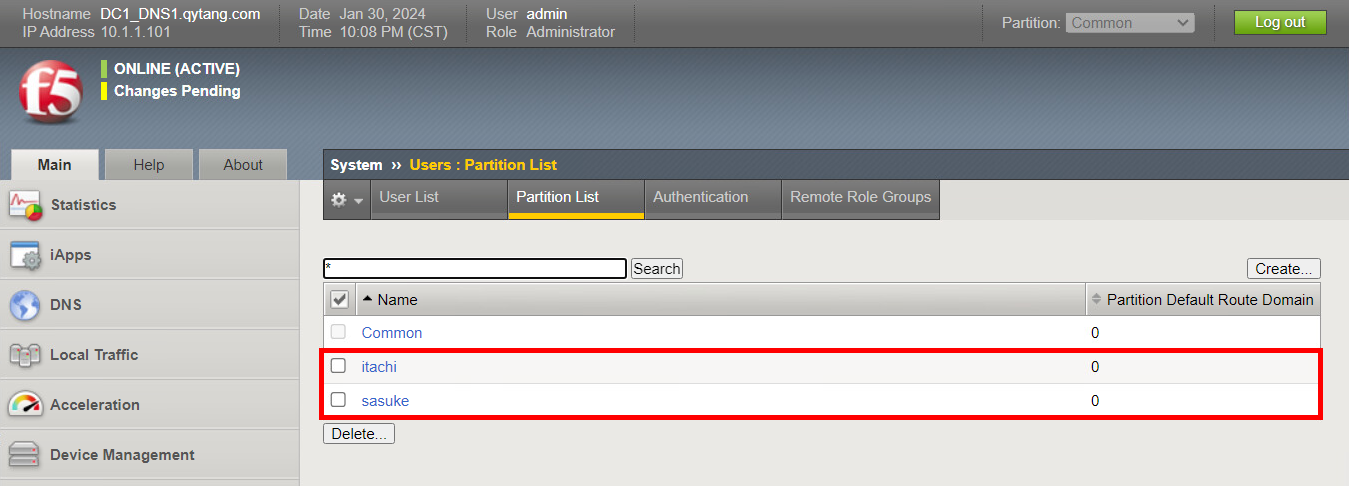 Hostname DC1_DNS1.qytang.com Date Jan 30, 2024 User admin
IP Address 10.1.1.101 Time 10:08 PM (CST) Role Administrator
Partition: Common Log out
f5
ONLINE (ACTIVE)
Changes Pending
Main Help About
System ›› Users : Partition List
Statistics
iApps
DNS
Local Traffic
Acceleration
Device Management
User List Partition List Authentication Remote Role Groups
* Search Create...
Name Partition Default Route Domain
Common 0
itachi 0
sasuke 0
Delete...